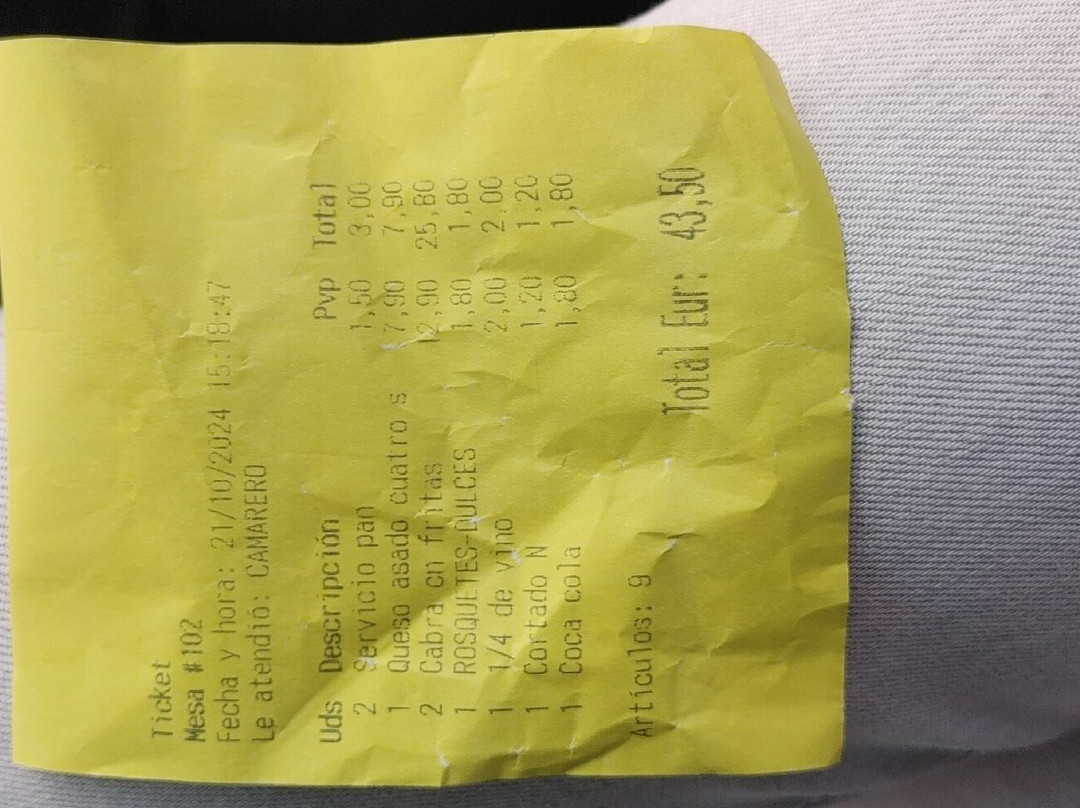 Ticket
Mesa #102
Fecha y hora: 21/10/2024 15:18:47
Le atendió: CAMARERO
Uds Descripción Pvp Total
2 Servicio pan 1,50 3,00
1 Queso asado cuatro s 7,90 7,90
2 Cabra cn fritas 12,90 25,80
1 ROSQUETES-DULCES 1,80 1,80
1 1/4 de vino 2,00 2,00
1 Cortado N 1,20 1,20
1 Coca cola 1,80 1,80
Artículos: 9
Total Eur: 43,50